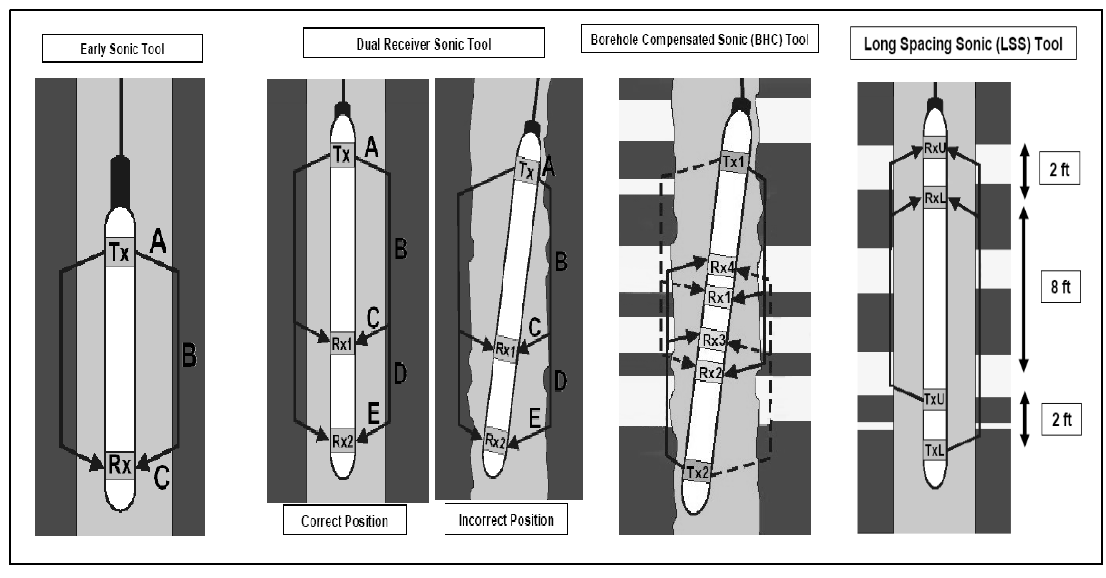 Early Sonic Tool
Dual Receiver Sonic Tool
Borehole Compensated Sonic (BHC) Tool
Long Spacing Sonic (LSS) Tool
Tx
A
B
Rx
C
Tx
A
B
C
Rx1
D
E
Rx2
Correct Position
Tx
A
B
C
Rx1
D
E
Rx2
Incorrect Position
Tx1
Rx4
Rx1
Rx3
Rx2
Tx2
RxU
RxL
TxU
TxL
2 ft
8 ft
2 ft